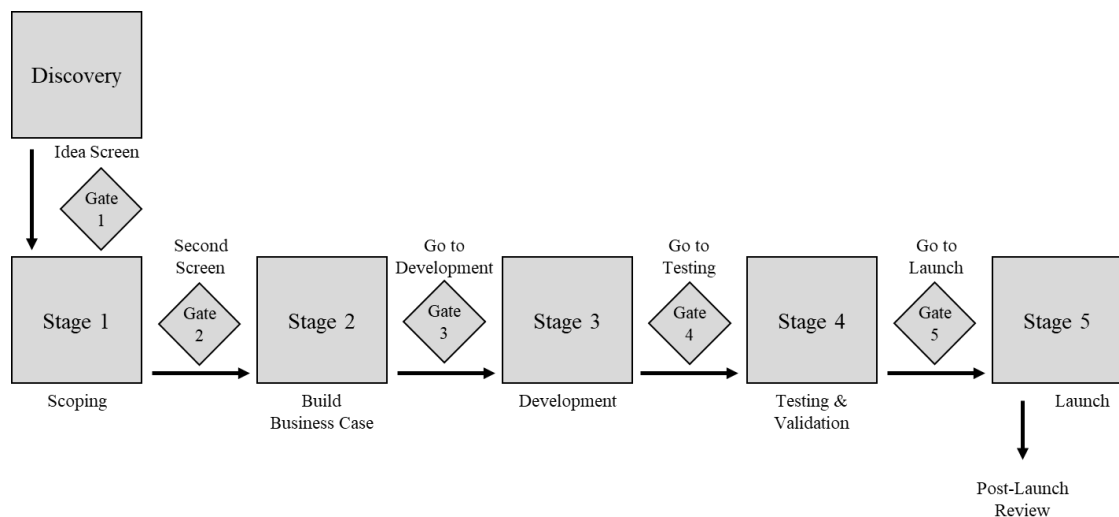 Discovery
Idea Screen
Gate
1
Stage 1
Scoping
Second
Screen
Gate
2
Stage 2
Build
Business Case
Go to
Development
Gate
3
Stage 3
Development
Go to
Testing
Gate
4
Stage 4
Testing &
Validation
Go to
Launch
Gate
5
Stage 5
Launch
Post-Launch
Review